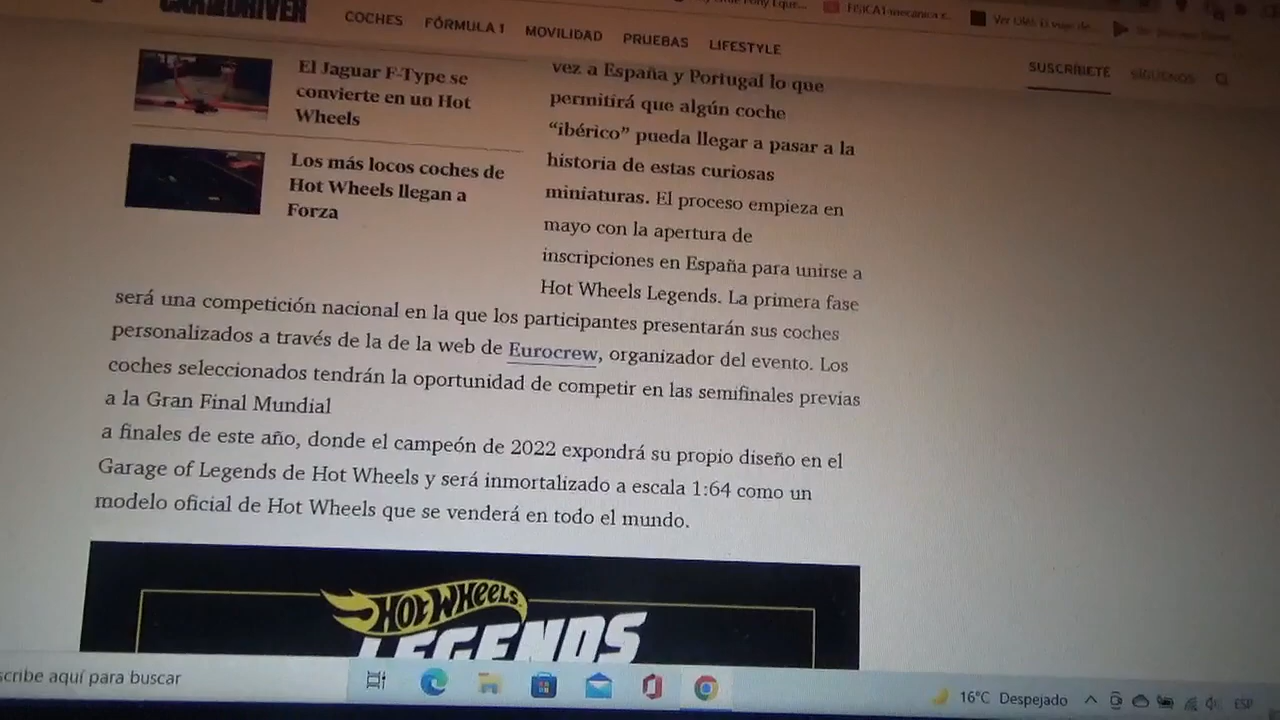 CAR AND DRIVER
COCHES FÓRMULA 1 MOVILIDAD PRUEBAS LIFESTYLE
SUSCRÍBETE SÍGUENOS
El Jaguar F-Type se
convierte en un Hot
Wheels
Los más locos coches de
Hot Wheels llegan a
Forza
vez a España y Portugal lo que
permitirá que algún coche
“ibérico” pueda llegar a pasar a la
historia de estas curiosas
miniaturas. El proceso empieza en
mayo con la apertura de
inscripciones en España para unirse a
Hot Wheels Legends. La primera fase
será una competición nacional en la que los participantes presentarán sus coches
personalizados a través de la de la web de Eurocrew, organizador del evento. Los
coches seleccionados tendrán la oportunidad de competir en las semifinales previas
a la Gran Final Mundial
a finales de este año, donde el campeón de 2022 expondrá su propio diseño en el
Garage of Legends de Hot Wheels y será inmortalizado a escala 1:64 como un
modelo oficial de Hot Wheels que se venderá en todo el mundo.
HOT WHEELS
LEGENDS
scribe aquí para buscar
16°C Despejado
ESP